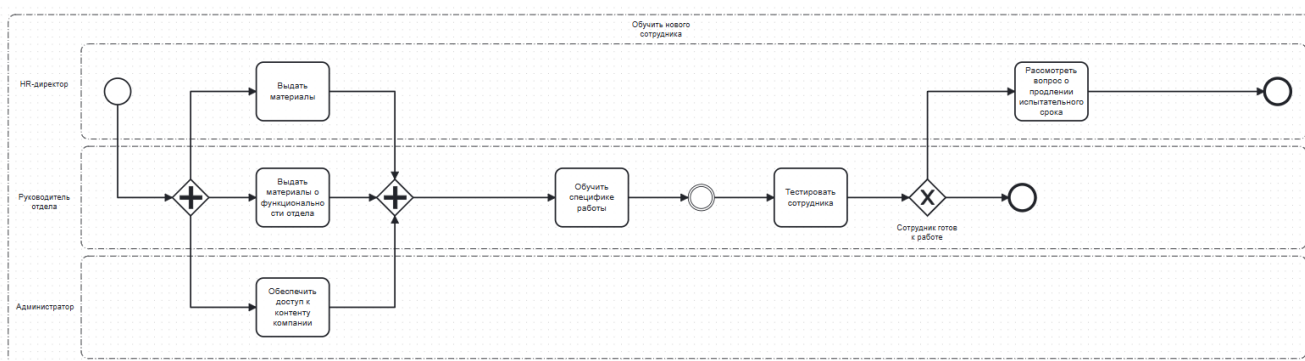 Обучить нового
сотрудника
HR-директор
Выдать
материалы
Рассмотреть
вопрос о
продлении
испытательного
срока
Руководитель
отдела
Выдать
материалы о
функционально
сти отдела
Обучить
специфике
работы
Тестировать
сотрудника
Сотрудник готов
к работе
Администратор
Обеспечить
доступ к
контенту
компании